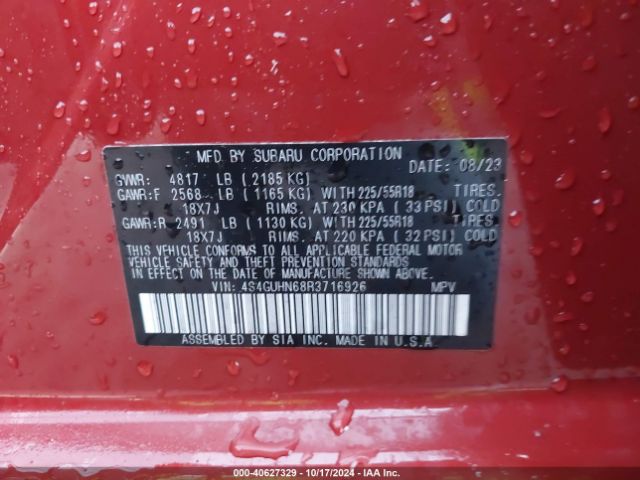 MFD. BY SUBARU CORPORATION
DATE: 08/23
GVWR: 4817 LB ( 2185 KG)
GAWR:F 2568 LB ( 1165 KG) WITH 225/55R18 TIRES.
18X7J RIMS. AT 230 KPA ( 33 PSI) COLD
GAWR:R 2491 LB ( 1130 KG) WITH 225/55R18 TIRES.
18X7J RIMS. AT 220 KPA ( 32 PSI) COLD
THIS VEHICLE CONFORMS TO ALL APPLICABLE FEDERAL MOTOR
VEHICLE SAFETY AND THEFT PREVENTION STANDARDS IN EFFECT
ON THE DATE OF MANUFACTURE SHOWN ABOVE.
VIN: 4S4GUHN68R3716926 MPV
ASSEMBLED BY SIA INC. MADE IN U.S.A.
000-40627329 | 10/17/2024 | IAA Inc.